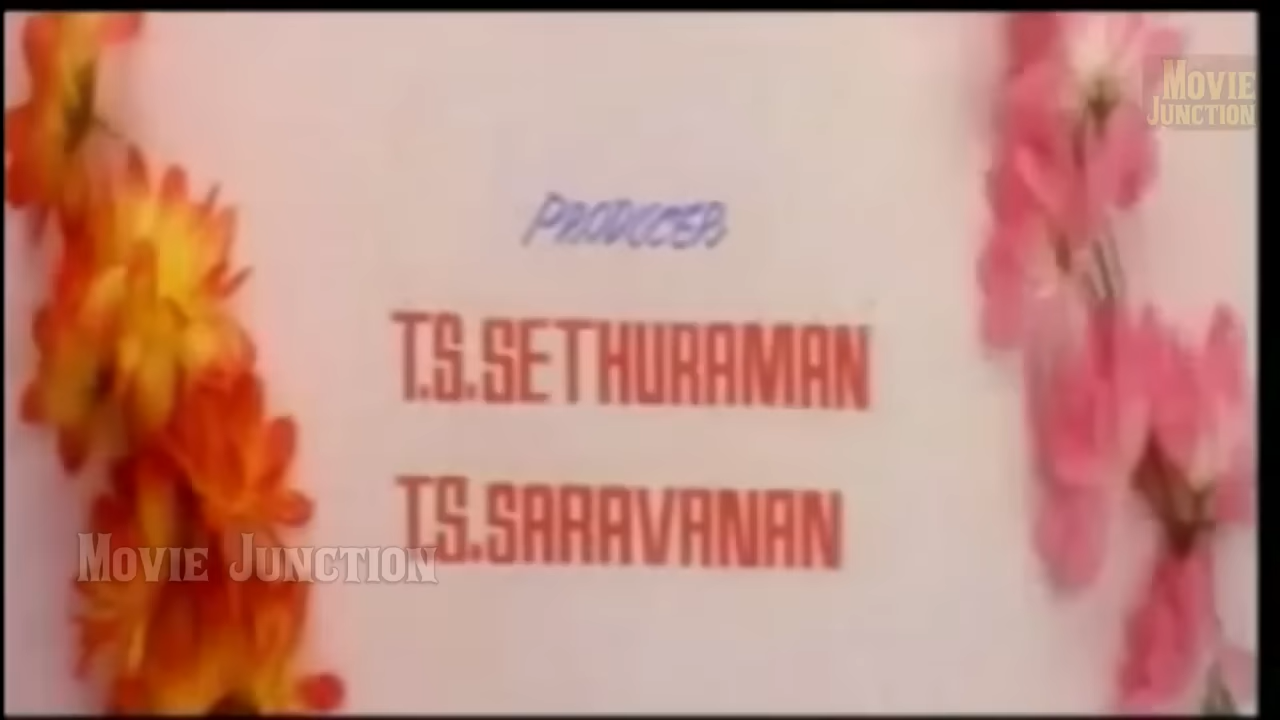 MOVIE
JUNCTION
PRODUCER
T.S.SETHURAMAN
T.S.SARAVANAN
MOVIE JUNCTION